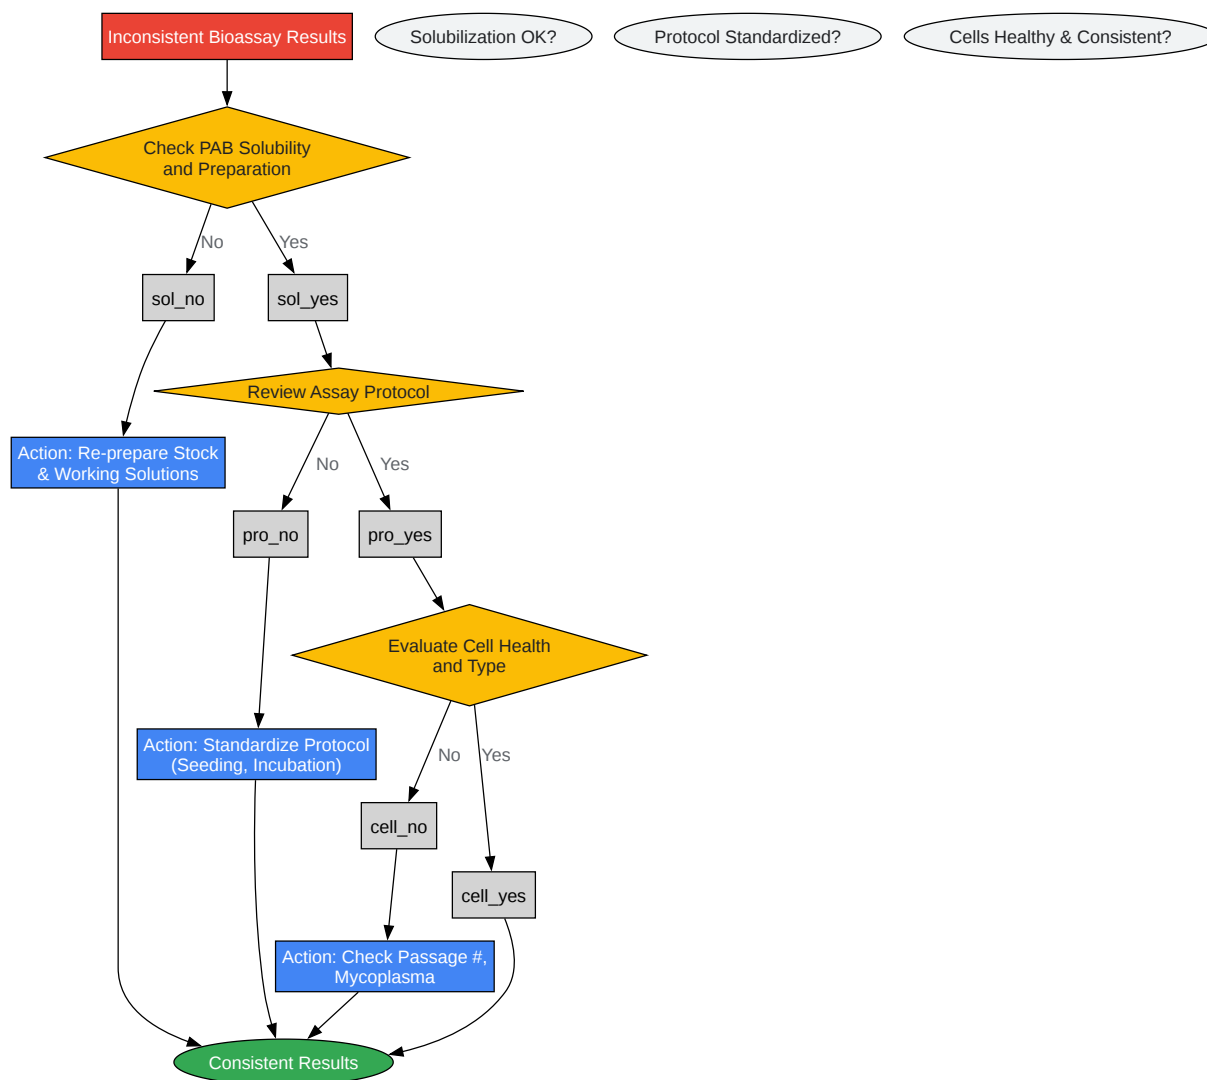 Inconsistent Bioassay Results
Solubilization OK?
Protocol Standardized?
Cells Healthy & Consistent?
Check PAB Solubility
and Preparation
No
Yes
sol_no
sol_yes
Review Assay Protocol
Action: Re-prepare Stock
& Working Solutions
No
Yes
pro_no
pro_yes
Evaluate Cell Health
and Type
Action: Standardize Protocol
(Seeding, Incubation)
No
Yes
cell_no
cell_yes
Action: Check Passage #,
Mycoplasma
Consistent Results